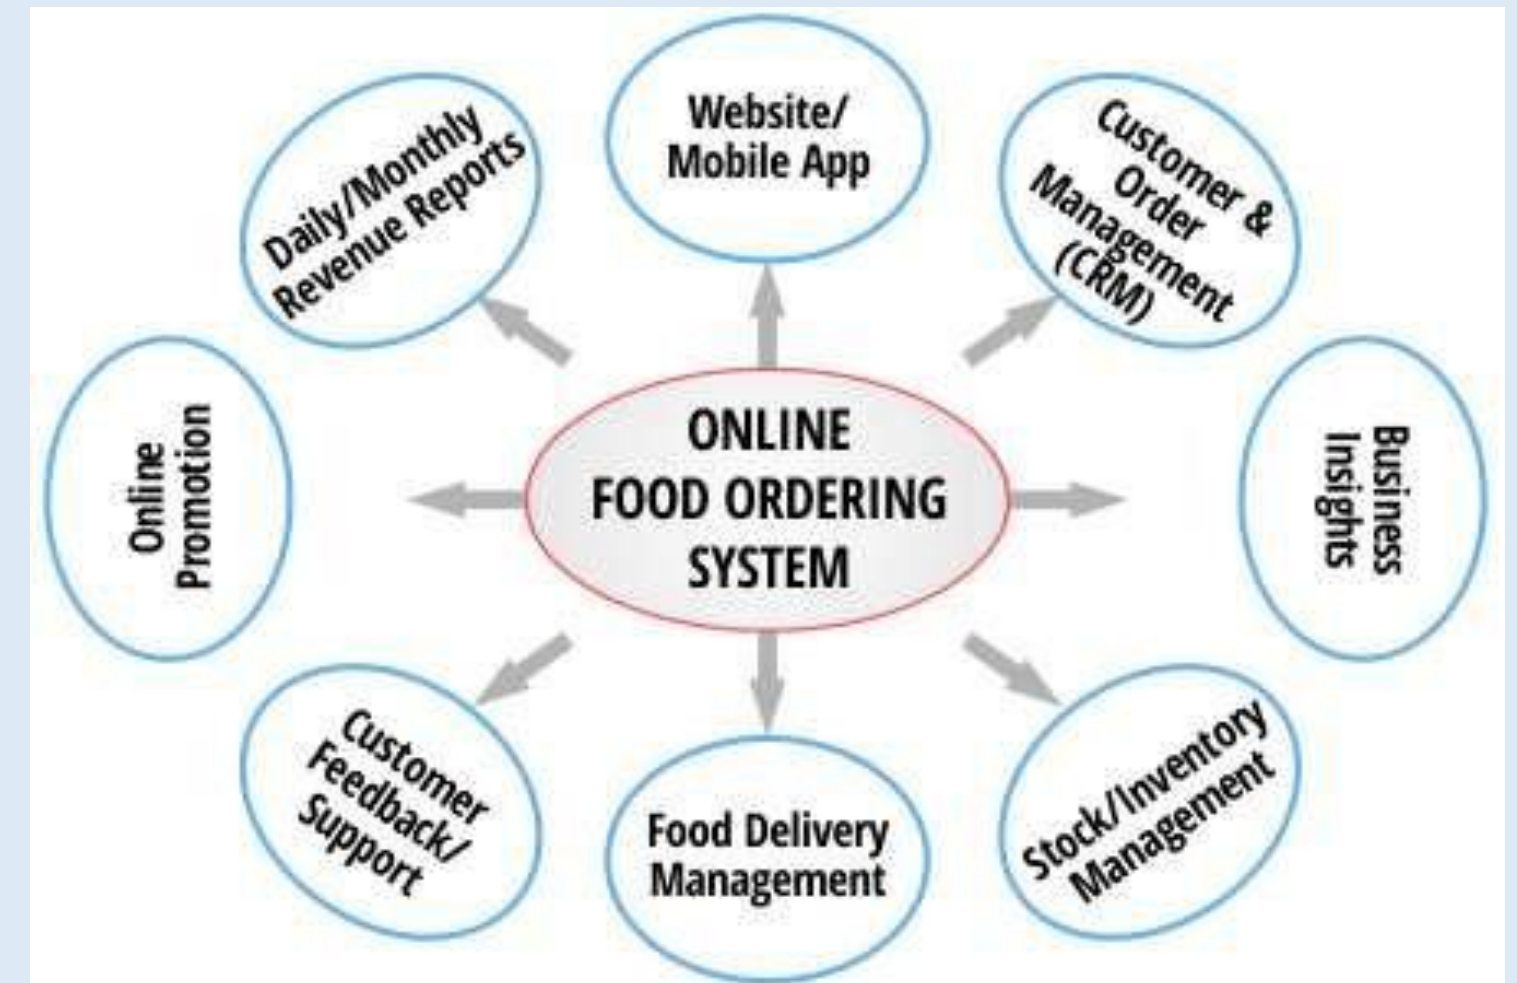 Website/
Mobile App
Customer &
Order
Management
(CRM)
Business
Insights
Stock/Inventory
Management
Food Delivery
Management
Customer
Feedback/
Support
Online
Promotion
Daily/Monthly
Revenue Reports
ONLINE
FOOD ORDERING
SYSTEM